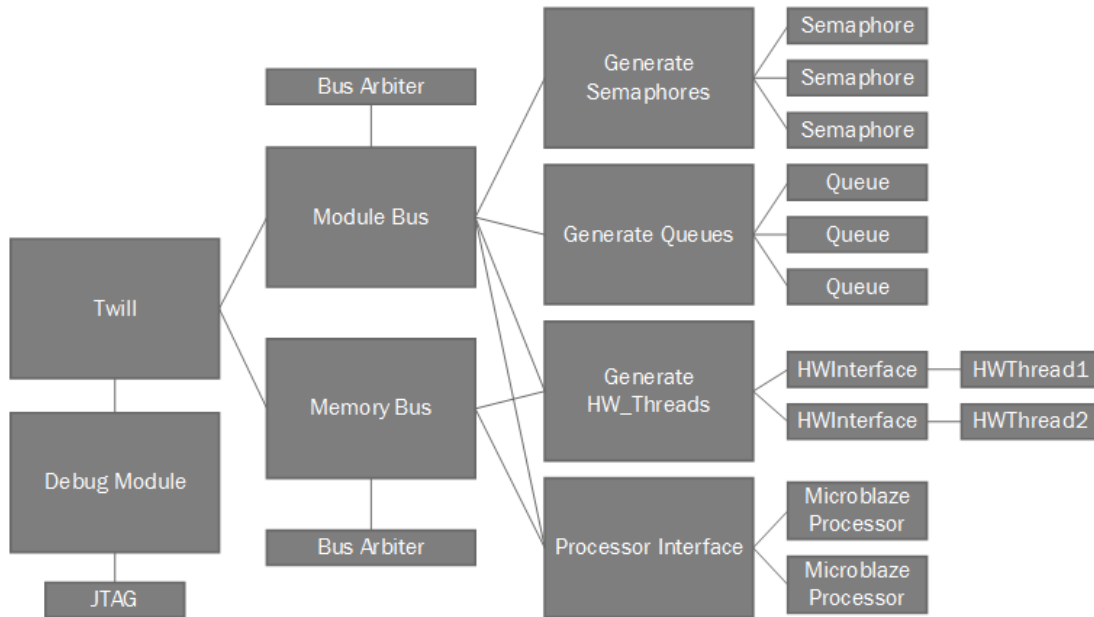 Twill
Debug Module
JTAG
Bus Arbiter
Module Bus
Memory Bus
Bus Arbiter
Generate
Semaphores
Generate Queues
Generate
HW_Threads
Processor Interface
Semaphore
Semaphore
Semaphore
Queue
Queue
Queue
HWInterface
HWThread1
HWInterface
HWThread2
Microblaze
Processor
Microblaze
Processor